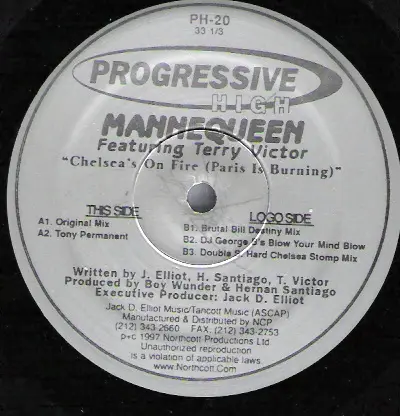 PH-20
33 1/3
PROGRESSIVE
HIGH
MANNEQUEEN
Featuring Terry Victor
"Chelsea's On Fire (Paris Is Burning)"
THIS SIDE
A1. Original Mix
A2. Tony Permanent
LOGO SIDE
B1. Brutal Bill Destiny Mix
B2. DJ George B's Blow Your Mind Blow
B3. Double F. Hard Chelsea Stomp Mix
Written by J. Elliot, H. Santiago, T. Victor
Produced by Boy Wunder & Hernan Santiago
Executive Producer: Jack D. Elliot
Jack D. Elliot Music/Tancott Music (ASCAP)
Manufactured & Distributed by NCP
(212) 343-2660 FAX. (212) 343-2753
p+c 1997 Northcott Productions Ltd
Unauthorized reproduction
is a violation of applicable laws.
www.Northcott.Com